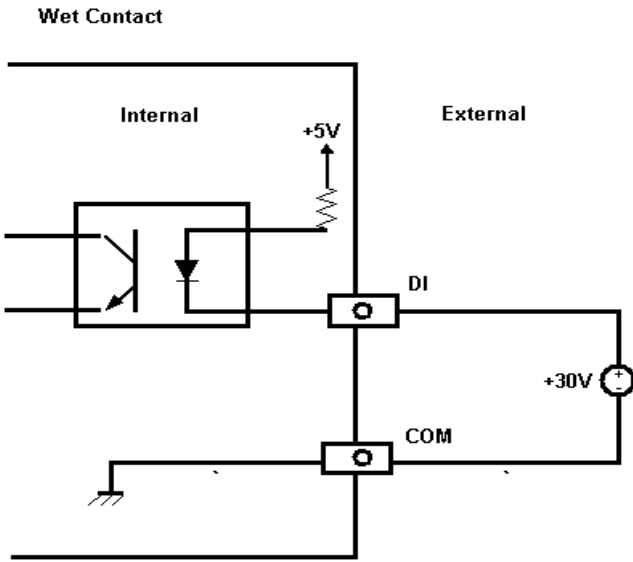 Wet Contact
Internal
External
+5V
DI
+30V
+
-
COM